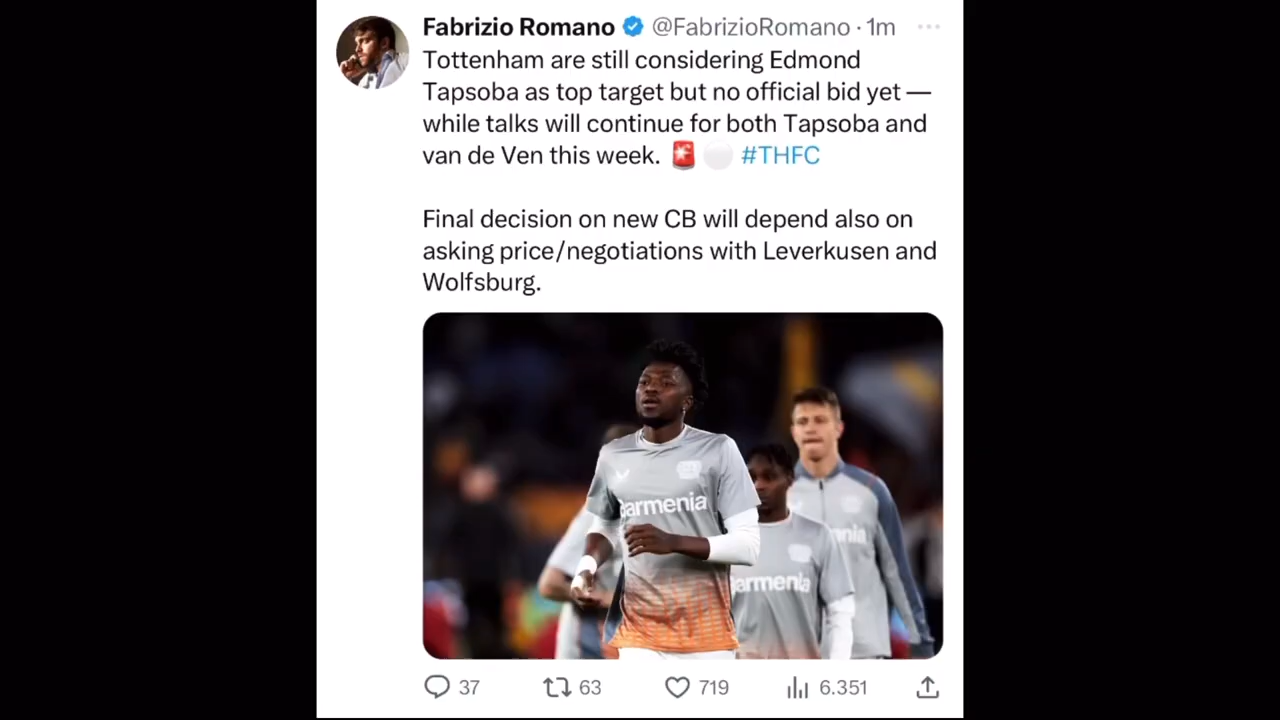 Fabrizio Romano @FabrizioRomano · 1m
Tottenham are still considering Edmond
Tapsoba as top target but no official bid yet —
while talks will continue for both Tapsoba and
van de Ven this week. 🚨⚪️ #THFC
Final decision on new CB will depend also on
asking price/negotiations with Leverkusen and
Wolfsburg.
Barmenia
Barmenia
nia
37 63 719 6.351